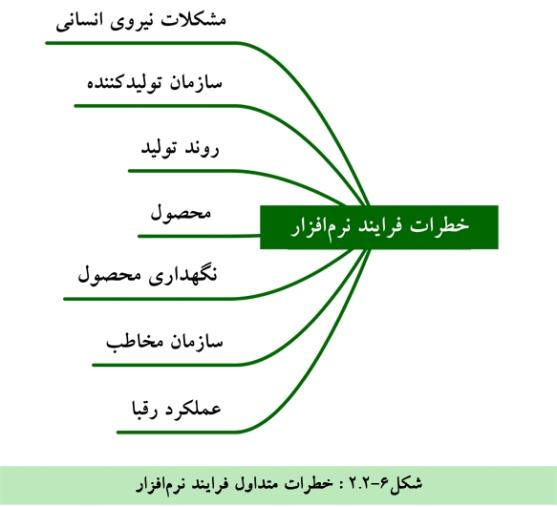 مشکلات نیروی انسانی
سازمان تولیدکننده
روند تولید
محصول
خطرات فرایند نرم‌افزار
نگهداری محصول
سازمان مخاطب
عملکرد رقبا
شکل۶-۲.۲ : خطرات متداول فرایند نرم‌افزار